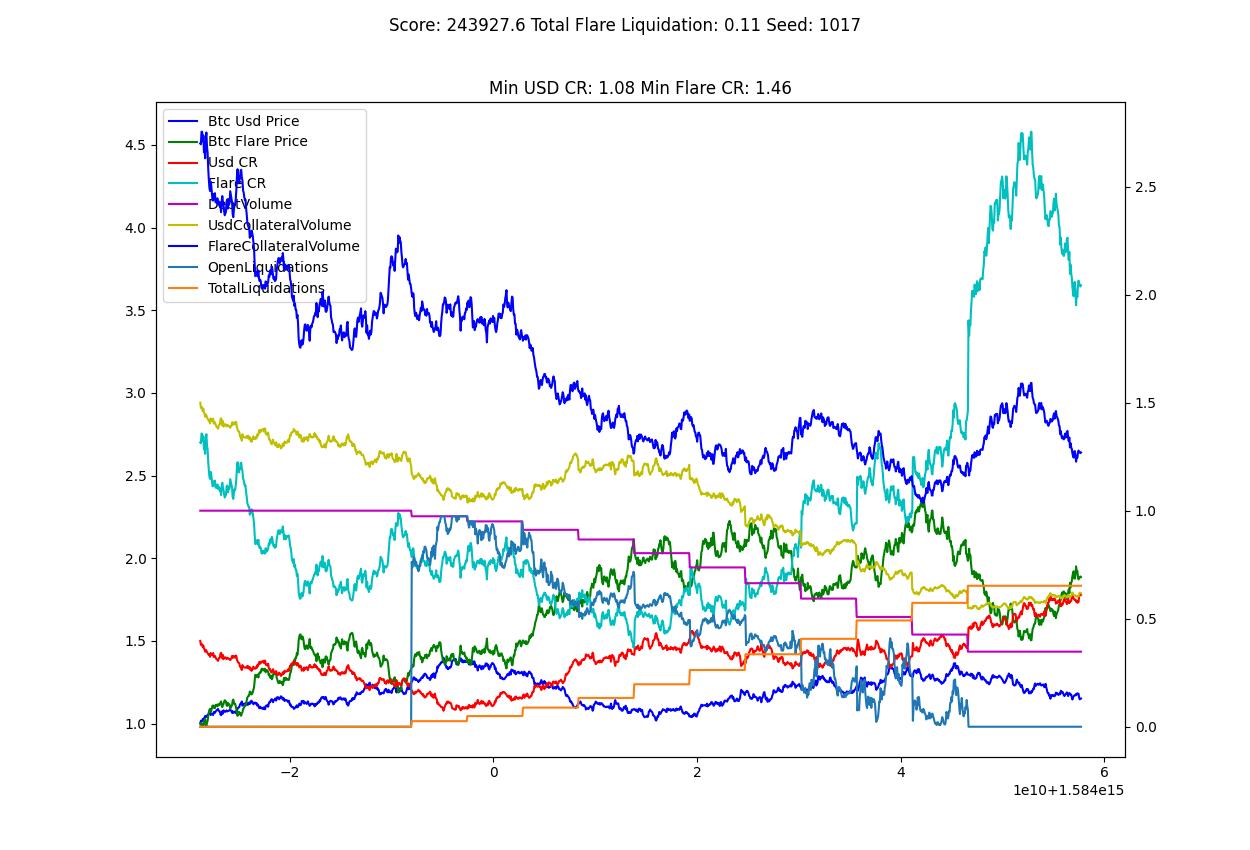 Score: 243927.6 Total Flare Liquidation: 0.11 Seed: 1017
Min USD CR: 1.08 Min Flare CR: 1.46
Btc Usd Price
Btc Flare Price
Usd CR
Flare CR
DebtVolume
UsdCollateralVolume
FlareCollateralVolume
OpenLiquidations
TotalLiquidations
4.5
4.0
3.5
3.0
2.5
2.0
1.5
1.0
2.5
2.0
1.5
1.0
0.5
0.0
−2
0
2
4
6
1e10+1.584e15